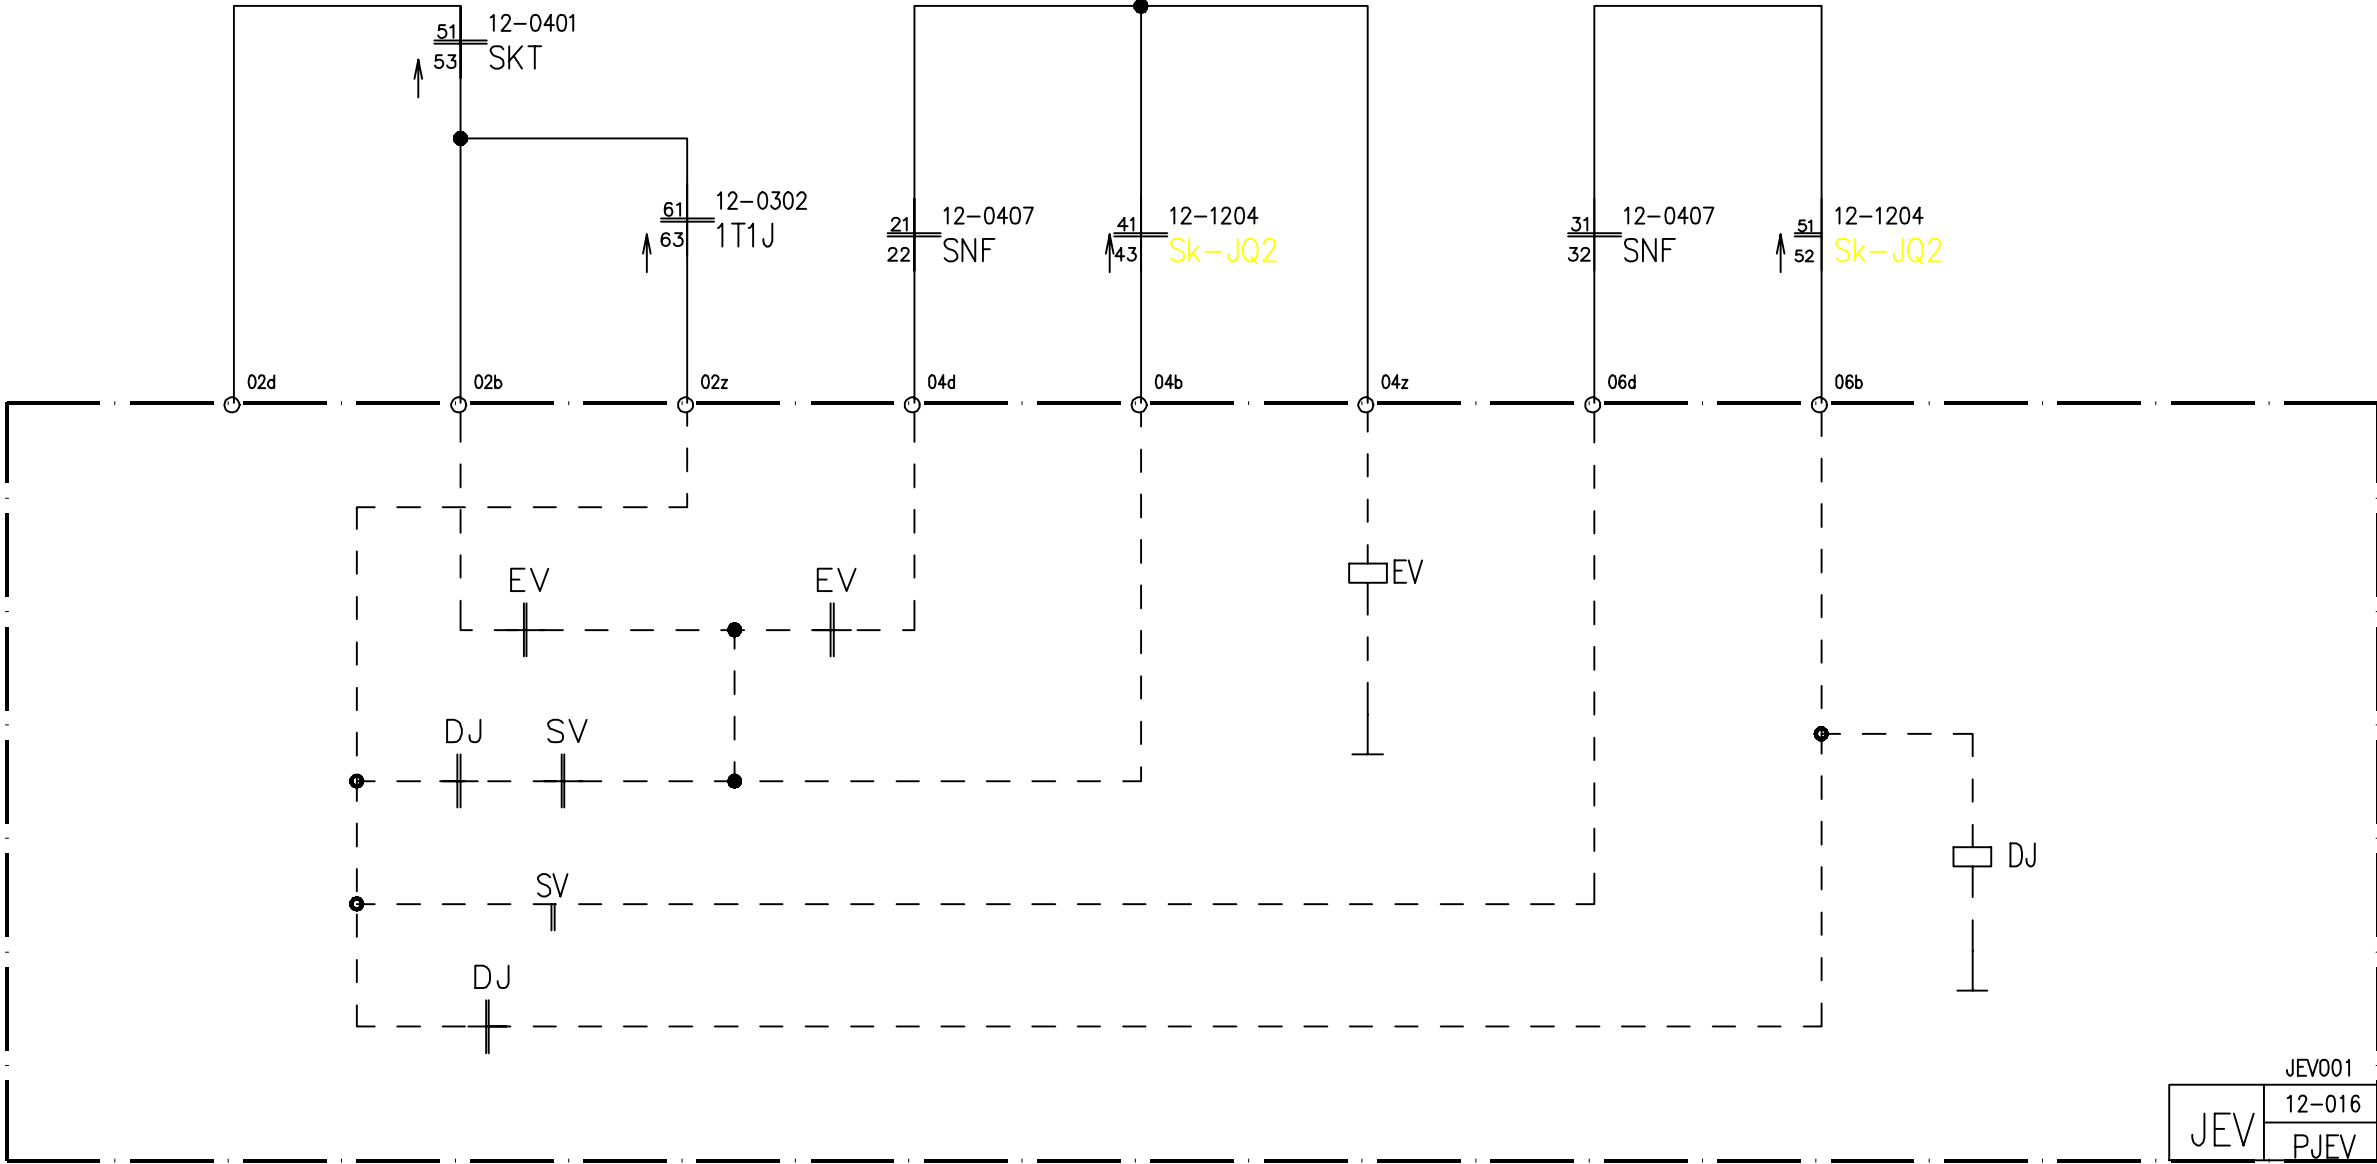 51 12-0401
53 SKT
61 12-0302
63 1T1J
21 12-0407
22 SNF
41 12-1204
43 Sk-JQ2
31 12-0407
32 SNF
51 12-1204
52 Sk-JQ2
02d 02b 02z 04d 04b 04z 06d 06b
EV EV EV
DJ SV
DJ
SV
DJ
JEV001
12-016
JEV
PJEV